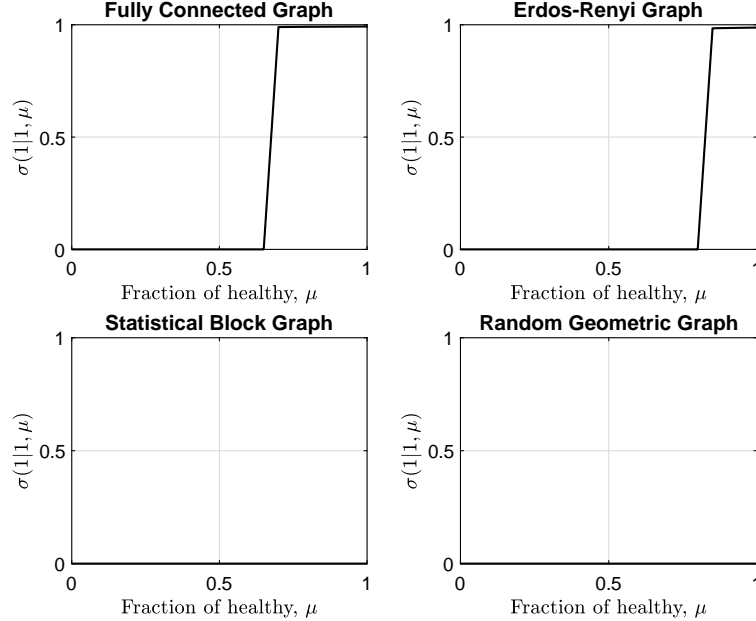 Fully Connected Graph
1
0.5
0
σ(1|1, μ)
0
0.5
1
Fraction of healthy, μ
Erdos-Renyi Graph
1
0.5
0
σ(1|1, μ)
0
0.5
1
Fraction of healthy, μ
Statistical Block Graph
1
0.5
0
σ(1|1, μ)
0
0.5
1
Fraction of healthy, μ
Random Geometric Graph
1
0.5
0
σ(1|1, μ)
0
0.5
1
Fraction of healthy, μ